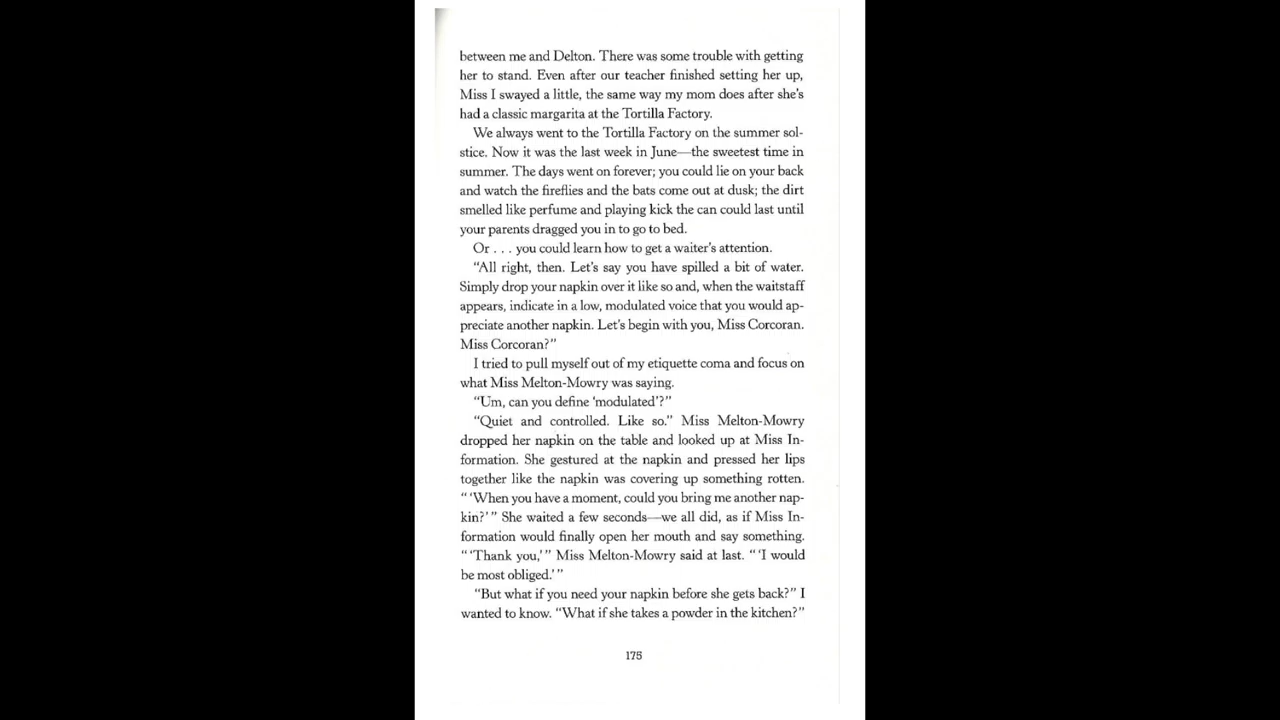 between me and Delton. There was some trouble with getting
her to stand. Even after our teacher finished setting her up,
Miss I swayed a little, the same way my mom does after she's
had a classic margarita at the Tortilla Factory.
We always went to the Tortilla Factory on the summer sol-
stice. Now it was the last week in June—the sweetest time in
summer. The days went on forever; you could lie on your back
and watch the fireflies and the bats come out at dusk; the dirt
smelled like perfume and playing kick the can could last until
your parents dragged you in to go to bed.
Or . . . you could learn how to get a waiter's attention.
“All right, then. Let's say you have spilled a bit of water.
Simply drop your napkin over it like so and, when the waitstaff
appears, indicate in a low, modulated voice that you would ap-
preciate another napkin. Let's begin with you, Miss Corcoran.
Miss Corcoran?”
I tried to pull myself out of my etiquette coma and focus on
what Miss Melton-Mowry was saying.
“Um, can you define ‘modulated’?”
“Quiet and controlled. Like so.” Miss Melton-Mowry
dropped her napkin on the table and looked up at Miss In-
formation. She gestured at the napkin and pressed her lips
together like the napkin was covering up something rotten.
“ ‘When you have a moment, could you bring me another nap-
kin?’ ” She waited a few seconds—we all did, as if Miss In-
formation would finally open her mouth and say something.
“ ‘Thank you,’ ” Miss Melton-Mowry said at last. “ ‘I would
be most obliged.’ ”
“But what if you need your napkin before she gets back?” I
wanted to know. “What if she takes a powder in the kitchen?”
175